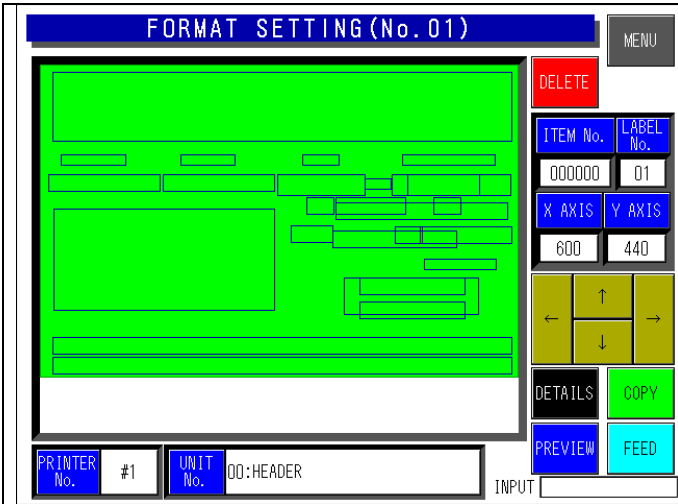 FORMAT SETTING(No.01)
MENU
DELETE
ITEM No.
LABEL No.
000000
01
X AXIS
Y AXIS
600
440
↑
←
→
↓
DETAILS
COPY
PREVIEW
FEED
PRINTER No.
#1
UNIT No.
00:HEADER
INPUT